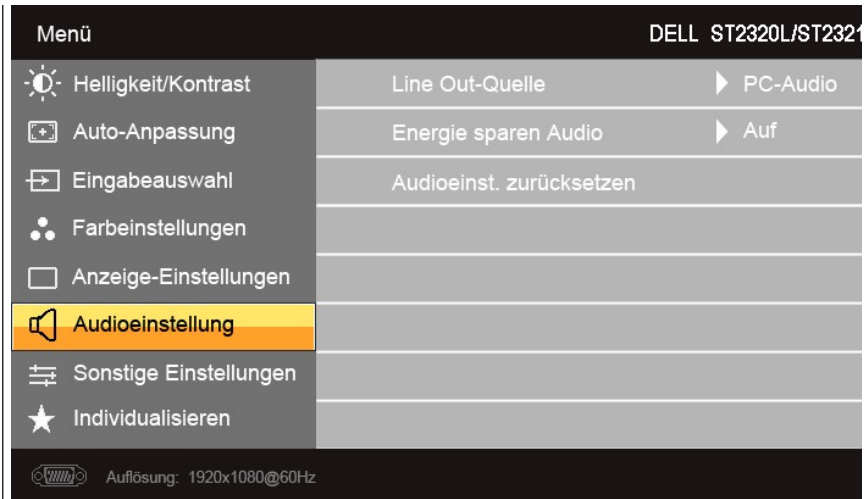 Menü
DELL ST2320L/ST2321
Helligkeit/Kontrast
Line Out-Quelle
PC-Audio
Auto-Anpassung
Energie sparen Audio
Auf
Eingabeauswahl
Audioeinst. zurücksetzen
Farbeinstellungen
Anzeige-Einstellungen
Audioeinstellung
Sonstige Einstellungen
Individualisieren
Auflösung: 1920x1080@60Hz